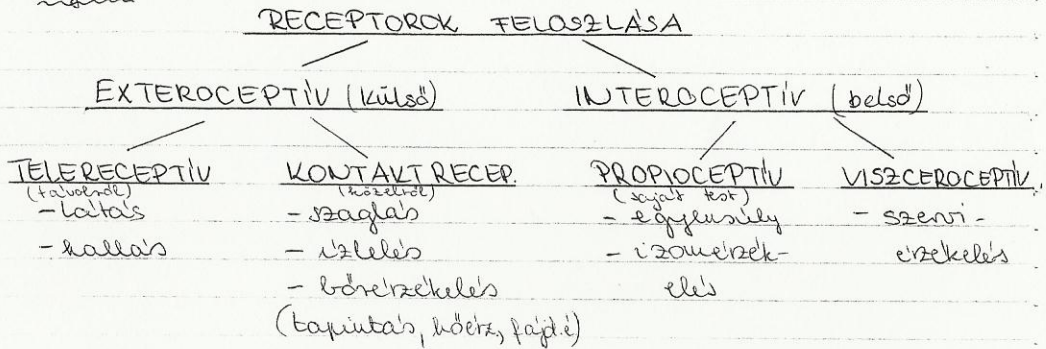 RECEPTOROK FELOSZLÁSA
EXTEROCEPTÍV (külső) INTEROCEPTÍV (belső)
TELERECEPTÍV KONTAKT RECEP. PROPIOCEPTÍV VISZCEROCEPTÍV
(távolról) (közelről) (saját test)
- látás - szaglás - egyensúly - szervi-
- hallás - ízlelés - izomérzék- érzékelés
- bőrérzékelés elés
(tapintás, hőérz, fájd.é)